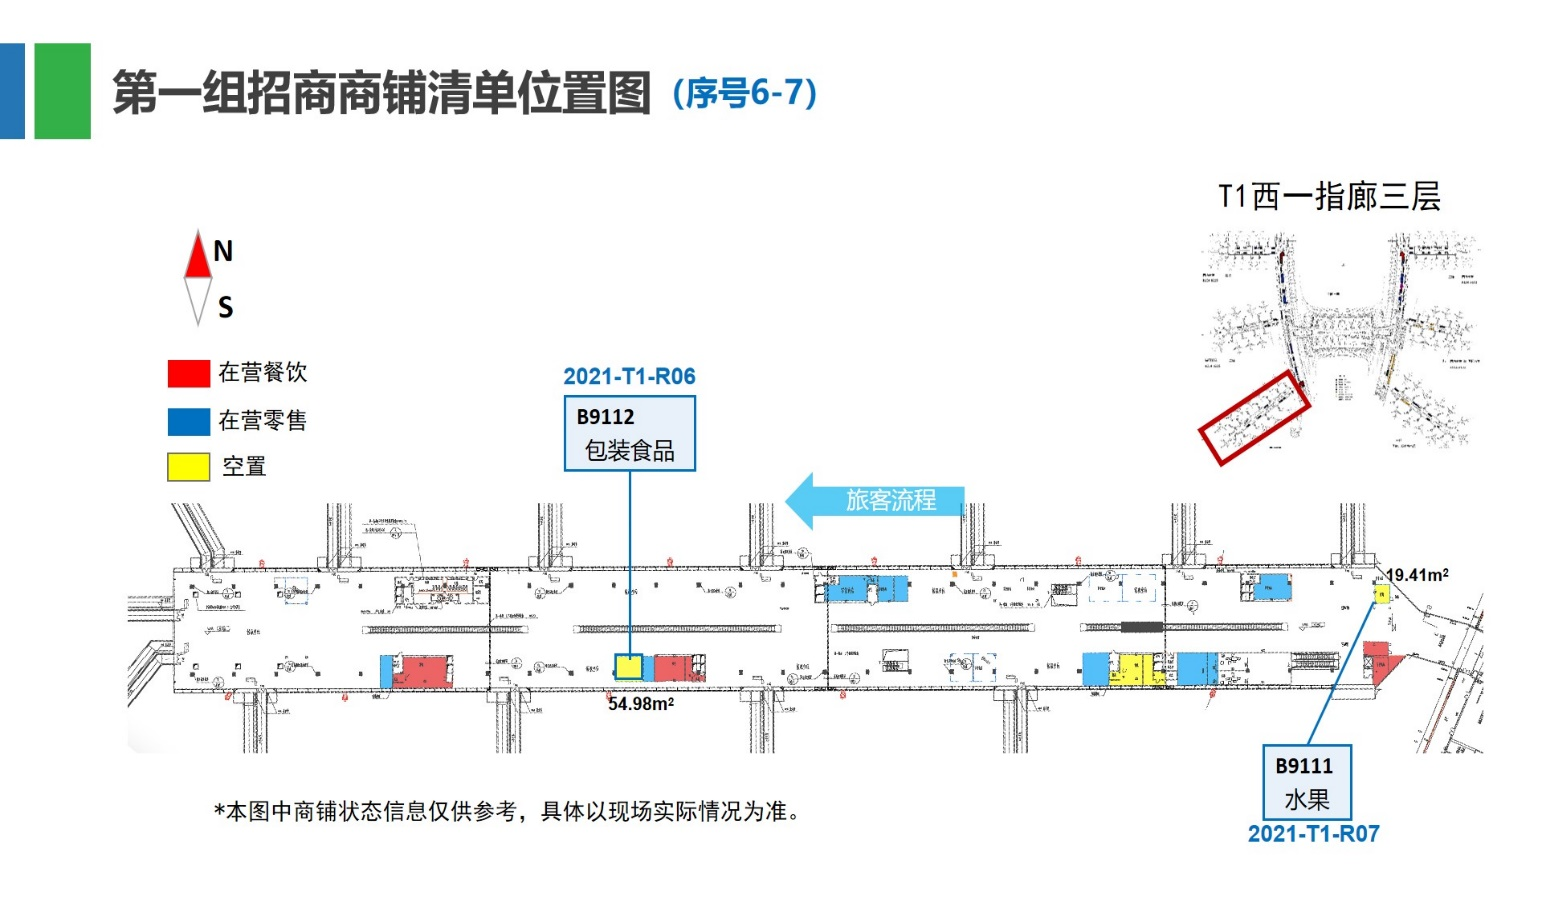 第一组招商商铺清单位置图（序号6-7）
T1西一指廊三层
N
S
在营餐饮
在营零售
空置
2021-T1-R06
B9112
包装食品
旅客流程
19.41m²
54.98m²
B9111
水果
2021-T1-R07
*本图中商铺状态信息仅供参考，具体以现场实际情况为准。